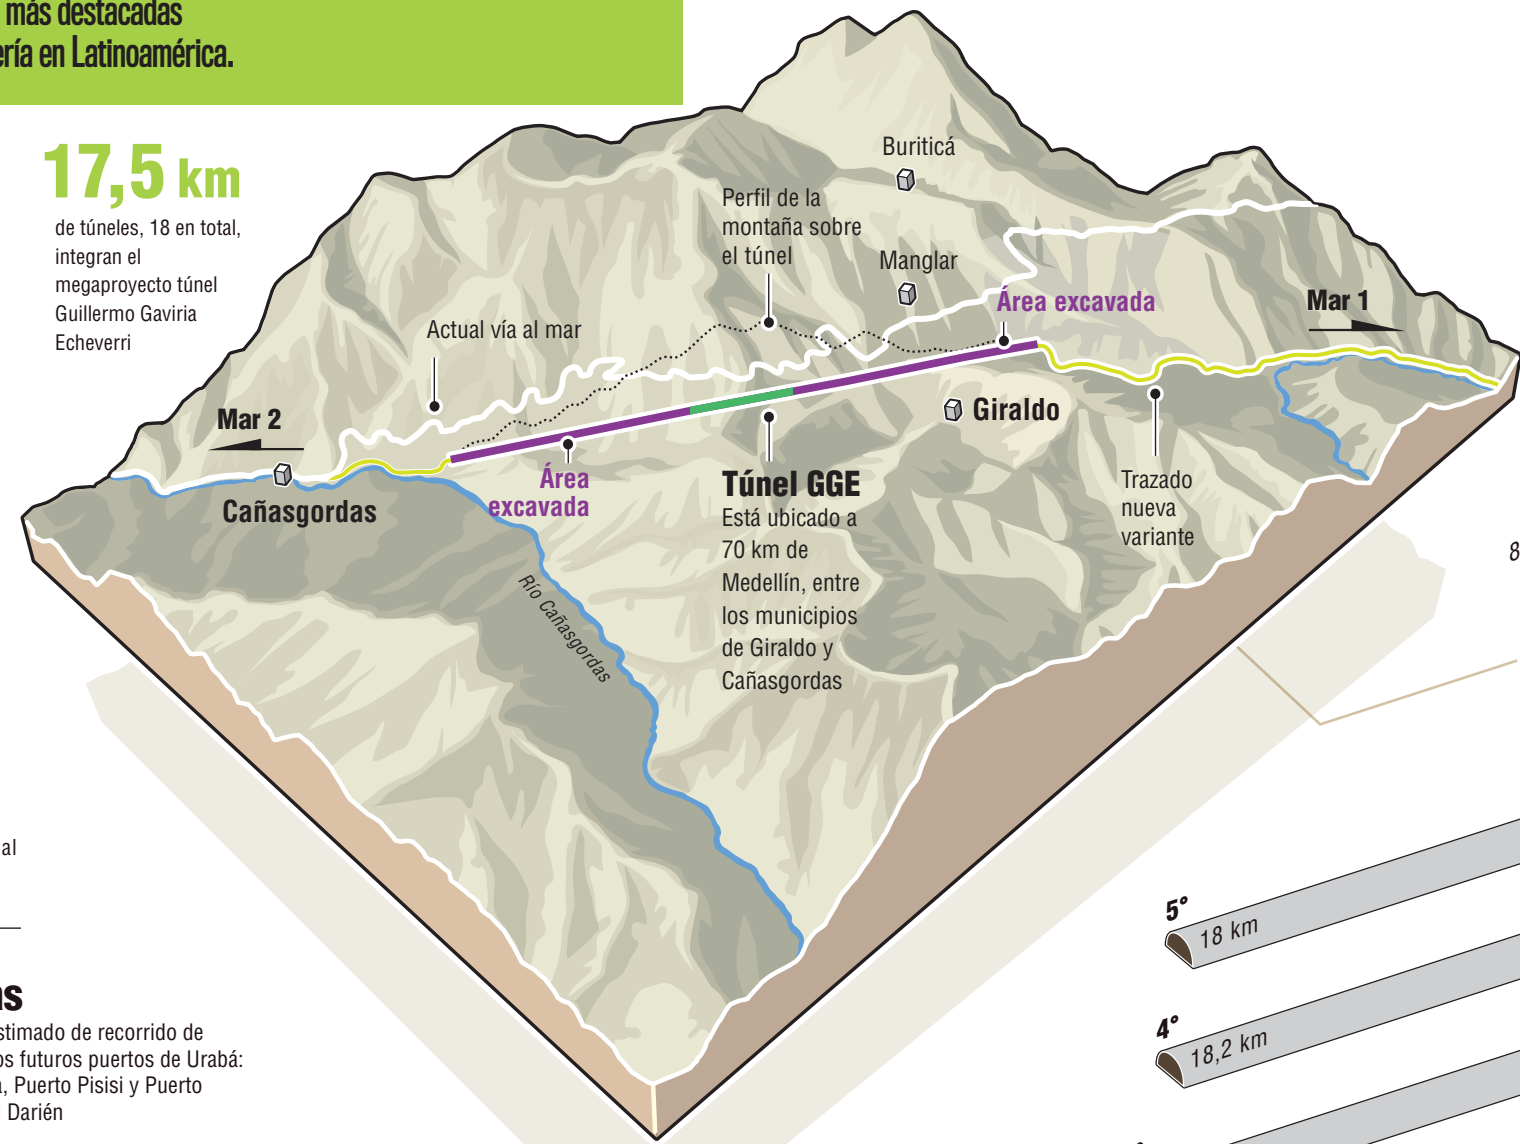 más destacadas
ería en Latinoamérica.
17,5 km
de túneles, 18 en total,
integran el
megaproyecto túnel
Guillermo Gaviria
Echeverri
Buriticá
Perfil de la
montaña sobre
el túnel
Manglar
Área excavada
Mar 1
Actual vía al mar
Mar 2
Giraldo
Cañasgordas
Área
excavada
Túnel GGE
Está ubicado a
70 km de
Medellín, entre
los municipios
de Giraldo y
Cañasgordas
Trazado
nueva
variante
8
Río Cañasgordas
al
5°
18 km
4°
18,2 km
as
stimado de recorrido de
os futuros puertos de Urabá:
a, Puerto Pisisi y Puerto
Darién